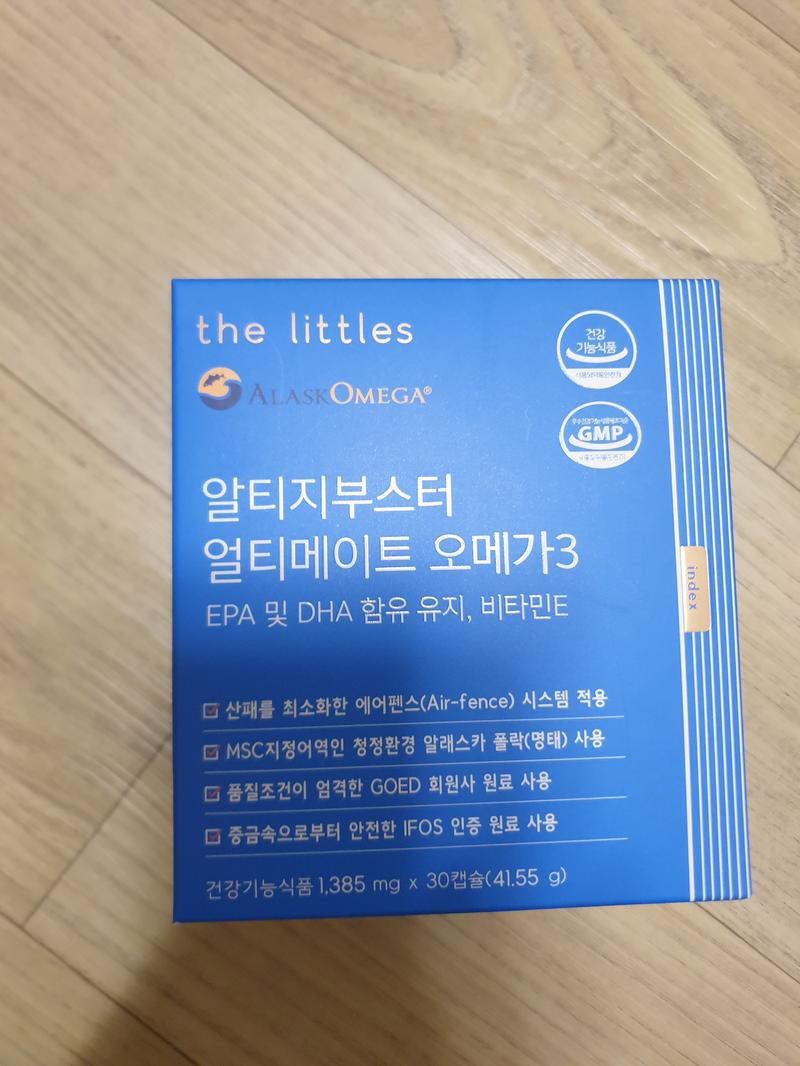 the littles
ALASKOMEGA®
건강
기능식품
GMP
알티지부스터
얼티메이트 오메가3
EPA 및 DHA 함유 유지, 비타민E
index
산패를 최소화한 에어펜스(Air-fence) 시스템 적용
MSC지정어역인 청정환경 알래스카 폴락(명태) 사용
품질조건이 엄격한 GOED 회원사 원료 사용
중금속으로부터 안전한 IFOS 인증 원료 사용
건강기능식품 1,385 mg x 30캡슐(41.55 g)